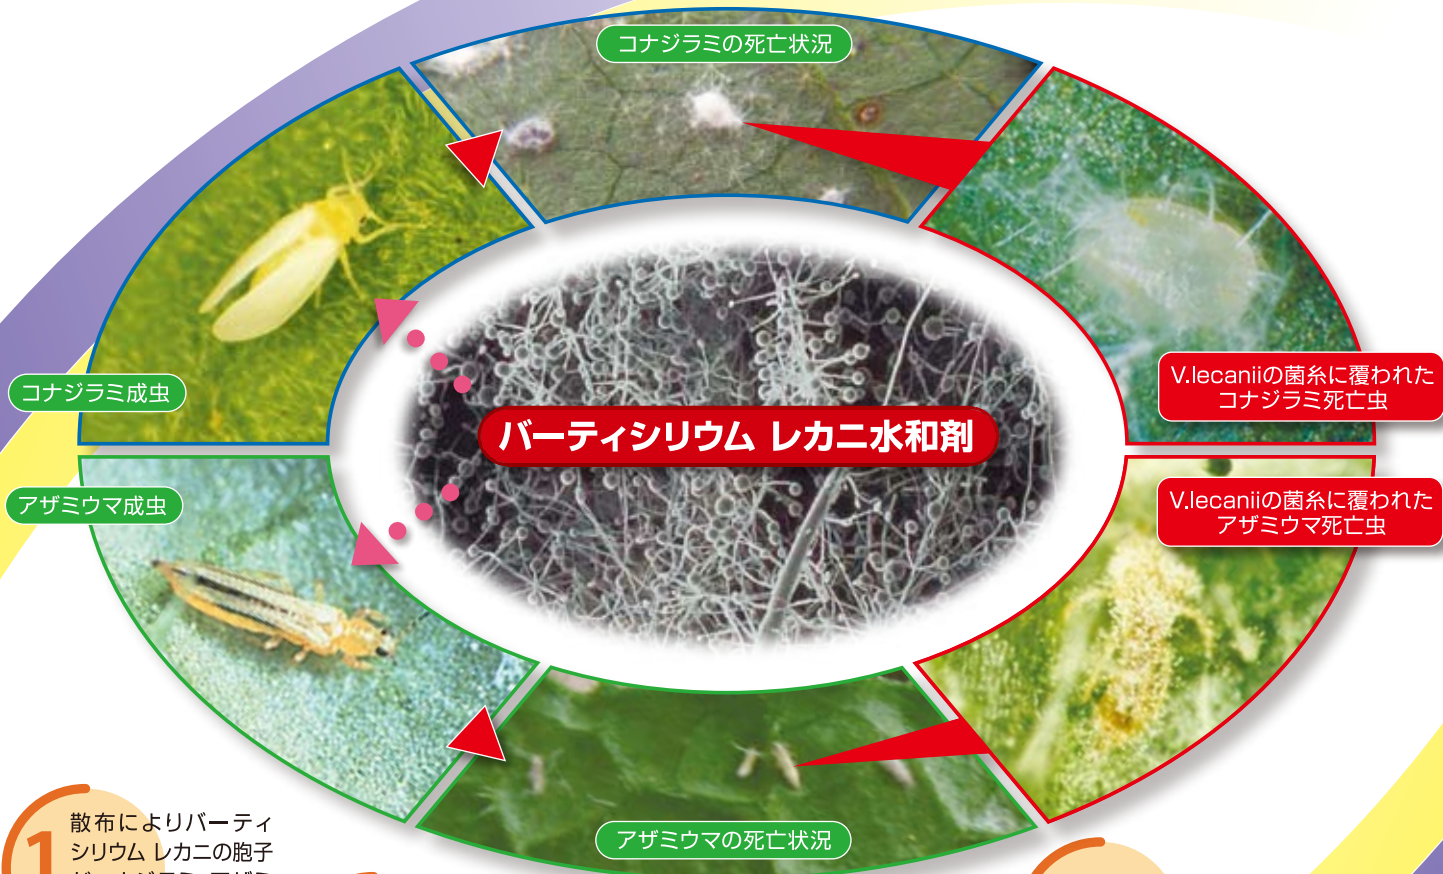 コナジラミの死亡状況
コナジラミ成虫
V.lecaniiの菌糸に覆われた
コナジラミ死亡虫
バーティシリウム レカニ水和剤
アザミウマ成虫
V.lecaniiの菌糸に覆われた
アザミウマ死亡虫
アザミウマの死亡状況
1
散布によりバーティ
シリウム レカニの胞子